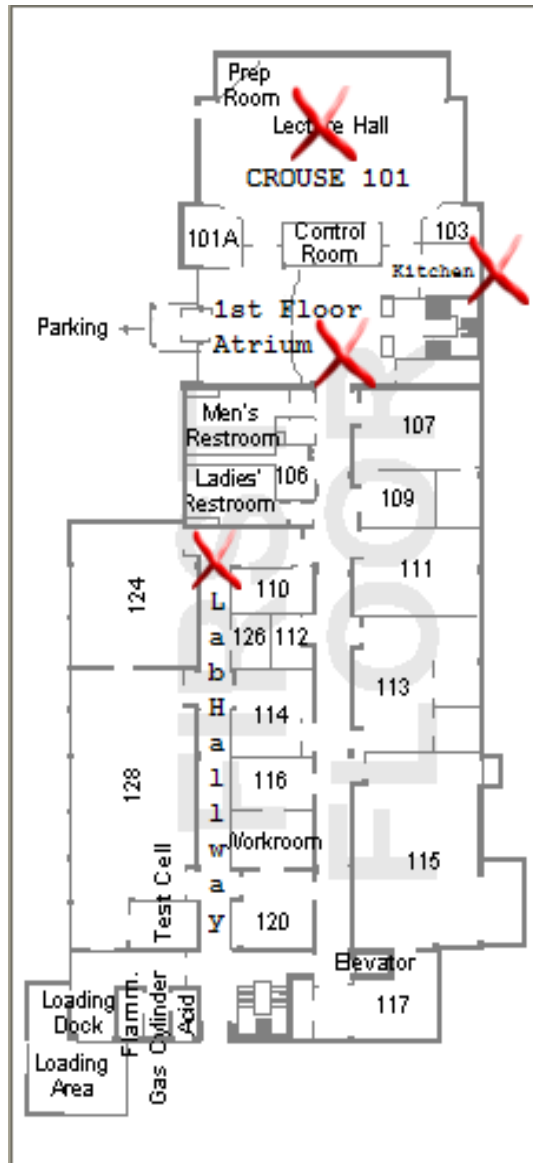 Prep
Room
Lecture Hall
CROUSE 101
101A
Control
Room
103
Kitchen
1st Floor
Atrium
Parking
Men's
Restroom
107
Ladies'
Restroom
106
109
124
110
111
126
112
Lab Hallway
113
114
128
116
Workroom
115
Test Cell
120
Elevator
Loading
Dock
Flamm.
Gas Cylinder
Acid
117
Loading
Area
FIRST
FLOOR